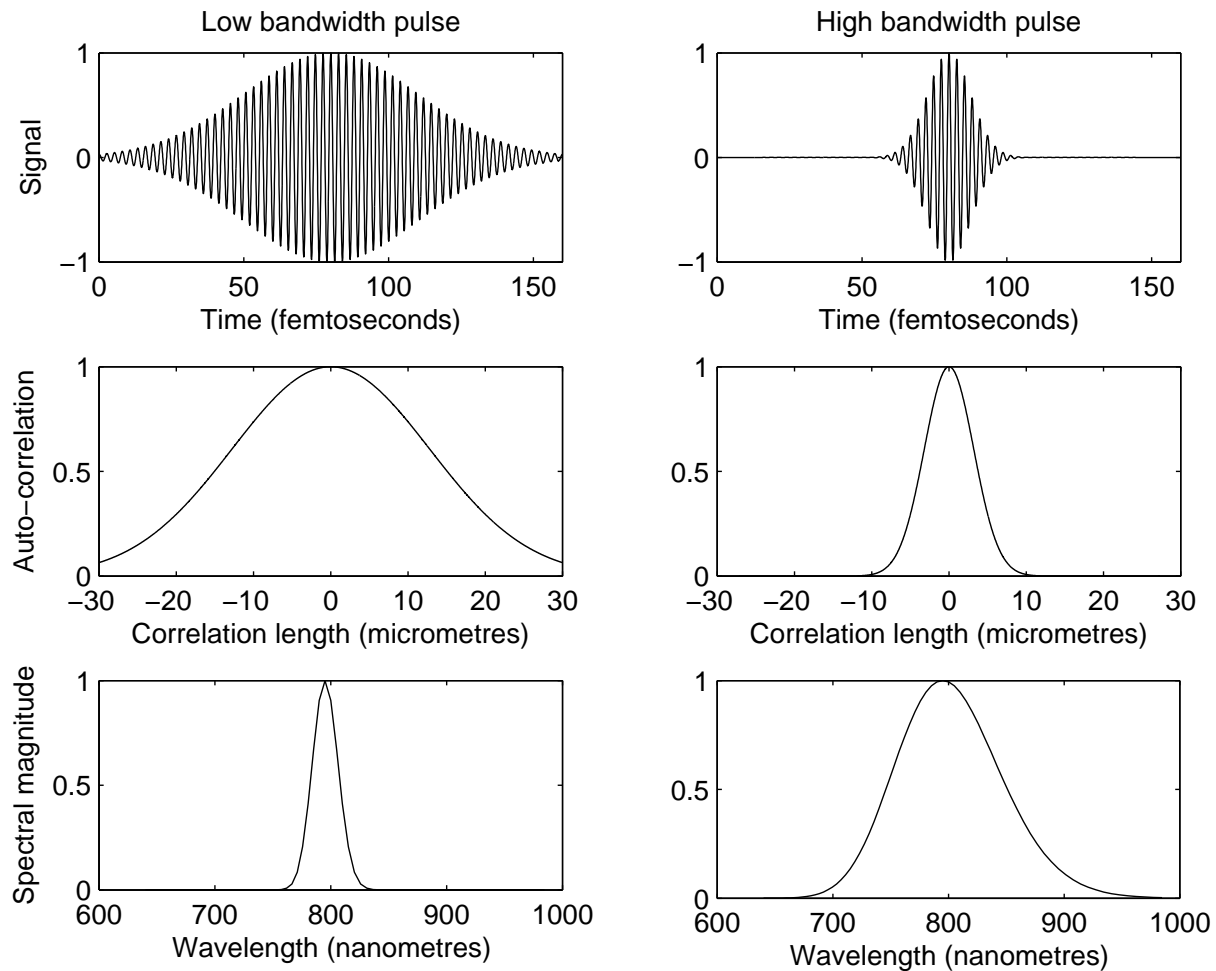 Low bandwidth pulse
High bandwidth pulse
1
0
−1
Signal
0 50 100 150
Time (femtoseconds)
1
0
−1
0 50 100 150
Time (femtoseconds)
1
0.5
0
Auto−correlation
−30 −20 −10 0 10 20 30
Correlation length (micrometres)
1
0.5
0
−30 −20 −10 0 10 20 30
Correlation length (micrometres)
1
0.5
0
Spectral magnitude
600 700 800 900 1000
Wavelength (nanometres)
1
0.5
0
600 700 800 900 1000
Wavelength (nanometres)